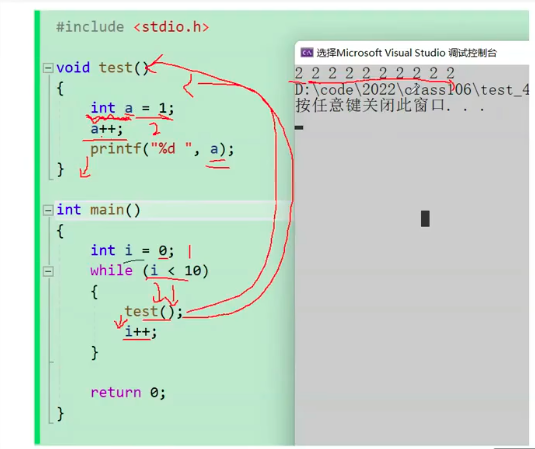 #include <stdio.h>
void test()
{
int a = 1;
2
a++;
printf("%d ", a);
}
int main()
{
int i = 0; 1
while (i < 10)
{
test();
i++;
}
return 0;
}
选择Microsoft Visual Studio 调试控制台
2 2 2 2 2 2 2 2 2 2
D:\code\2022\class106\test_4
按任意键关闭此窗口. . .